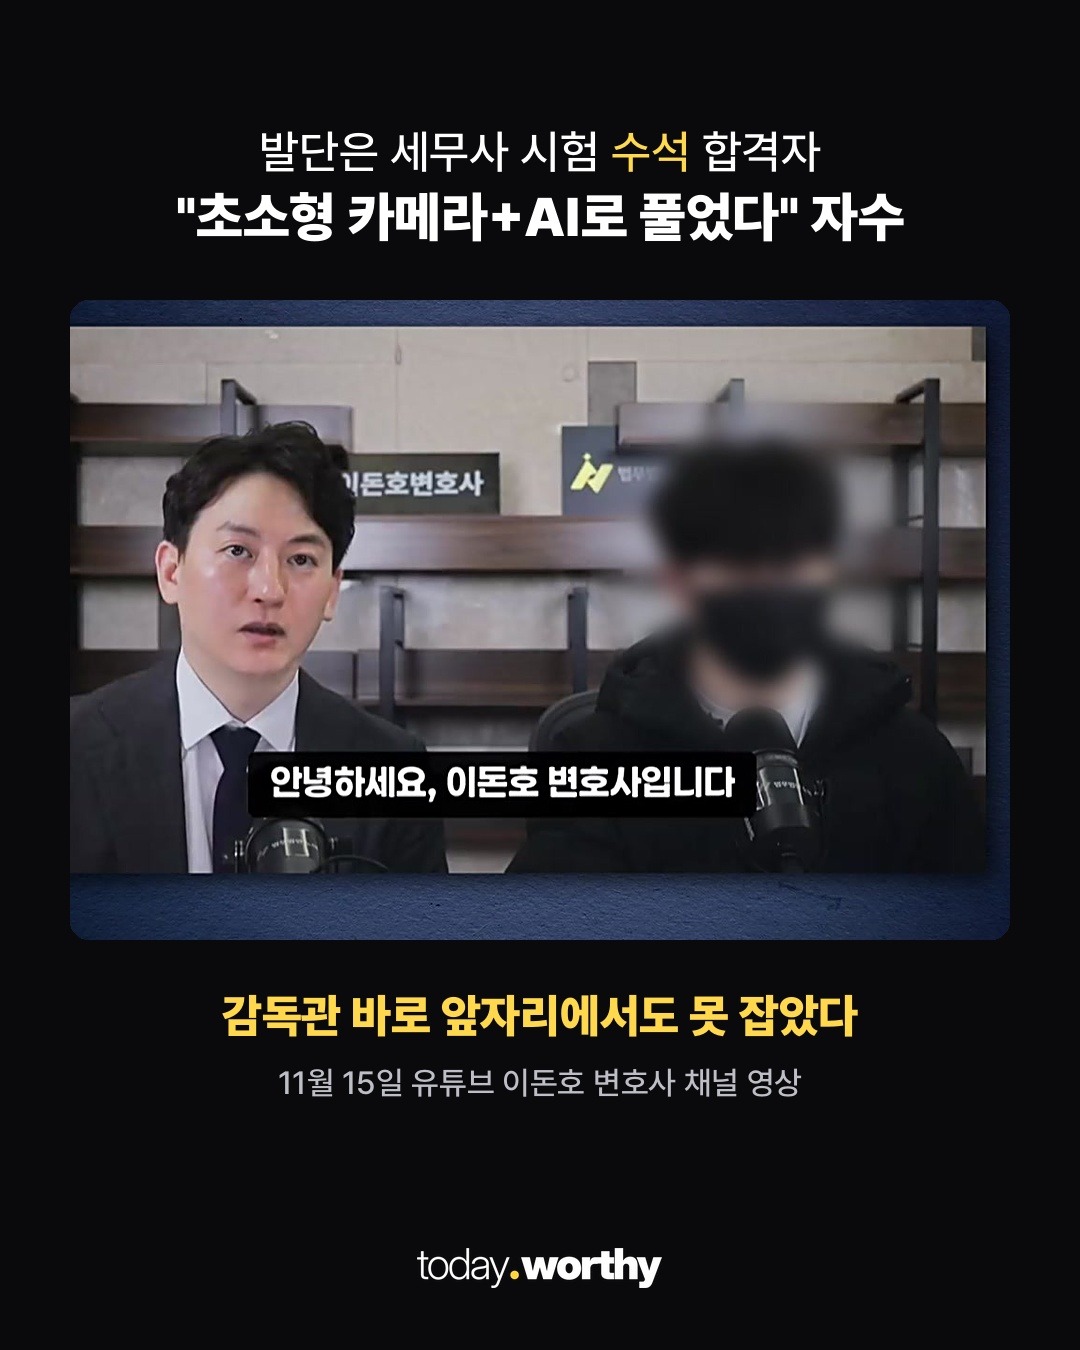 발단은 세무사 시험 수석 합격자
"초소형 카메라+AI로 풀었다" 자수
이돈호변호사
안녕하세요, 이돈호 변호사입니다
감독관 바로 앞자리에서도 못 잡았다
11월 15일 유튜브 이돈호 변호사 채널 영상
today.worthy